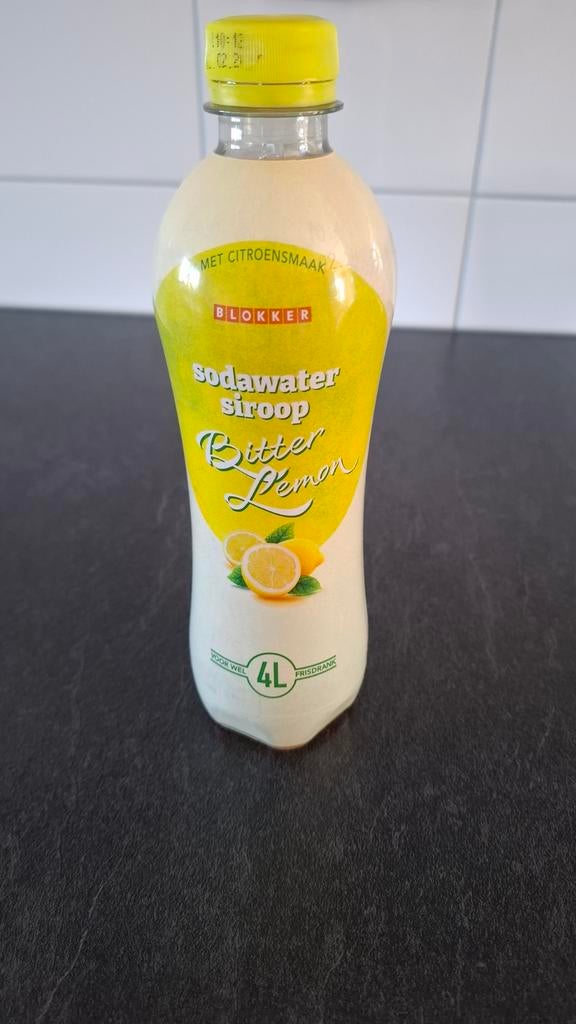 MET CITROENSMAAK
BLOKKER
sodawater
siroop
Bitter
Lemon
VOOR WEL 4L FRISDRANK